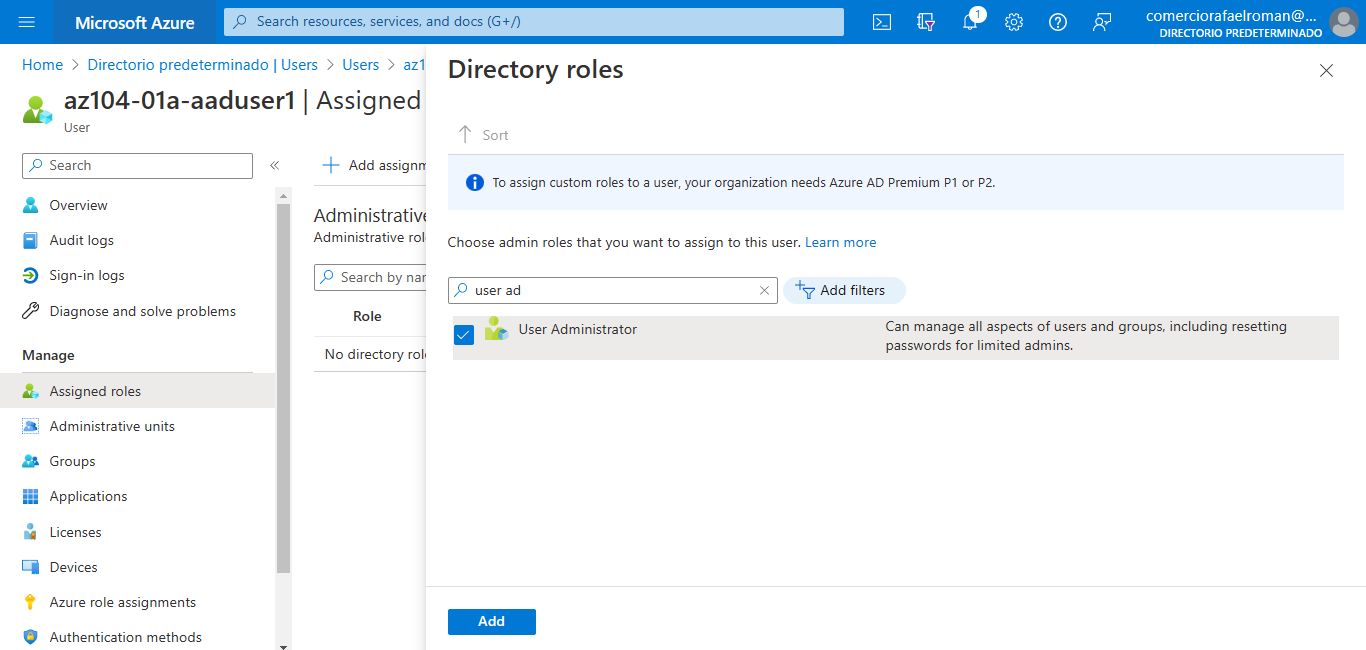 Microsoft Azure
Search resources, services, and docs (G+/)
1
comerciorafaelroman@...
DIRECTORIO PREDETERMINADO
Home > Directorio predeterminado | Users > Users > az1
az104-01a-aaduser1 | Assigned
User
Search
«
Overview
Audit logs
Sign-in logs
Diagnose and solve problems
Manage
Assigned roles
Administrative units
Groups
Applications
Licenses
Devices
Azure role assignments
Authentication methods
Add assignm
Administrative
Administrative rol
Search by nar
Role
No directory role
Directory roles
Sort
To assign custom roles to a user, your organization needs Azure AD Premium P1 or P2.
Choose admin roles that you want to assign to this user. Learn more
user ad
Add filters
User Administrator
Can manage all aspects of users and groups, including resetting
passwords for limited admins.
Add